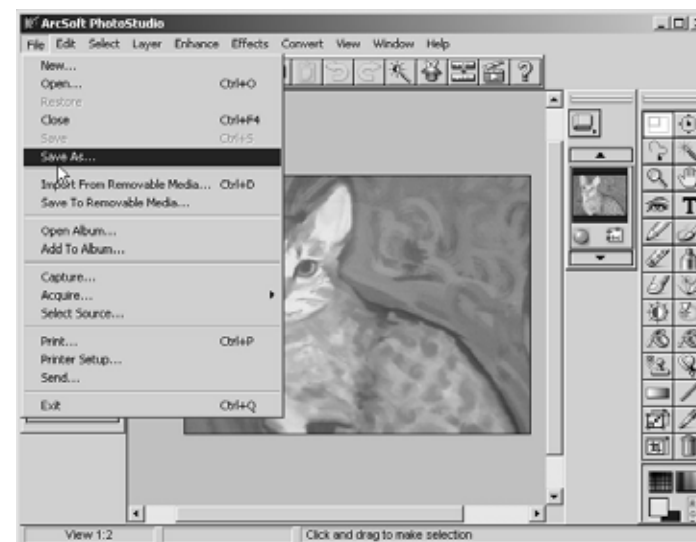 ArcSoft PhotoStudio
File Edit Select Layer Enhance Effects Convert View Window Help
New...
Open... Ctrl+O
Restore
Close Ctrl+F4
Save Ctrl+S
Save As...
Import From Removable Media... Ctrl+D
Save To Removable Media...
Open Album...
Add To Album...
Capture...
Acquire...
Select Source...
Print... Ctrl+P
Printer Setup...
Send...
Exit Ctrl+Q
View 1:2 Click and drag to make selection